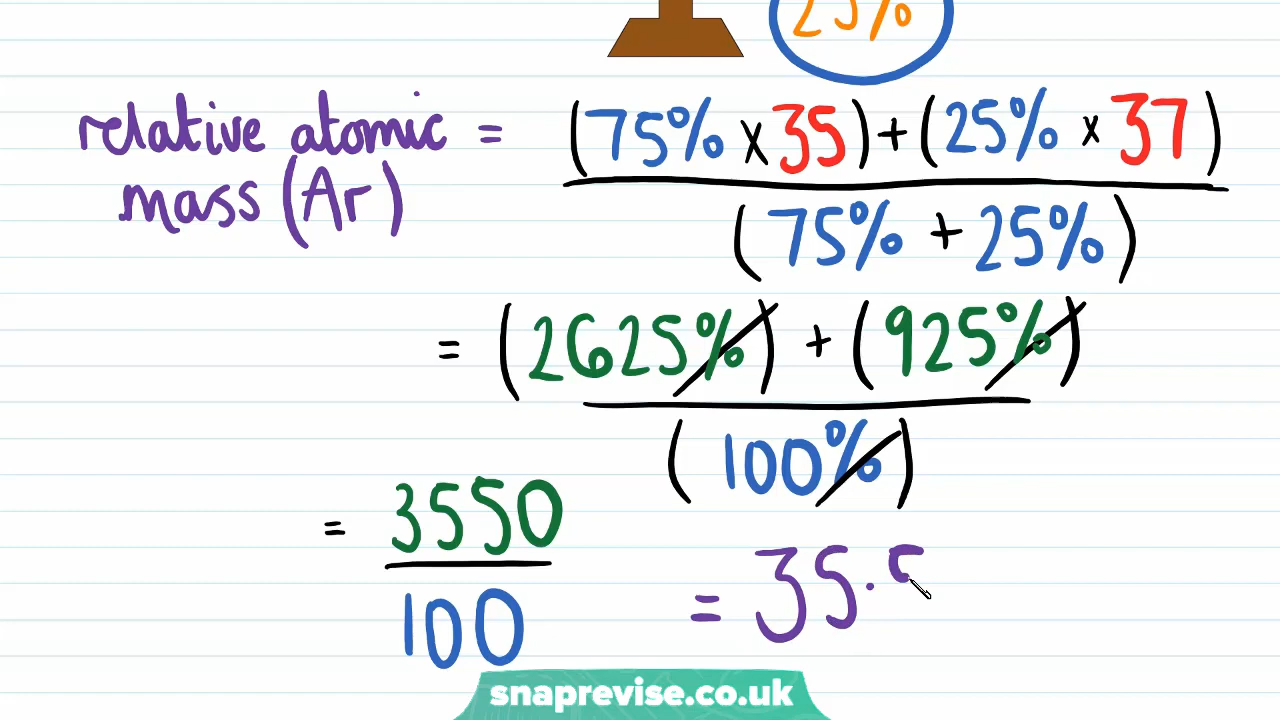 25%
relative atomic = (75% x 35) + (25% x 37)
mass (Ar)
(75% + 25%)
= (2625%) + (925%)
(100%)
= 3550
100
= 35.5
snaprevise.co.uk